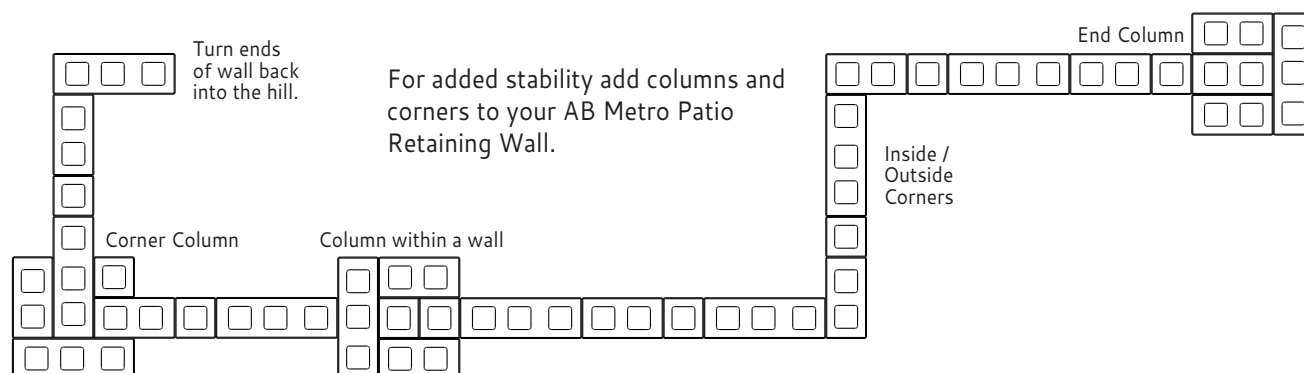 Turn ends
of wall back
into the hill.
For added stability add columns and
corners to your AB Metro Patio
Retaining Wall.
End Column
Inside /
Outside
Corners
Corner Column
Column within a wall